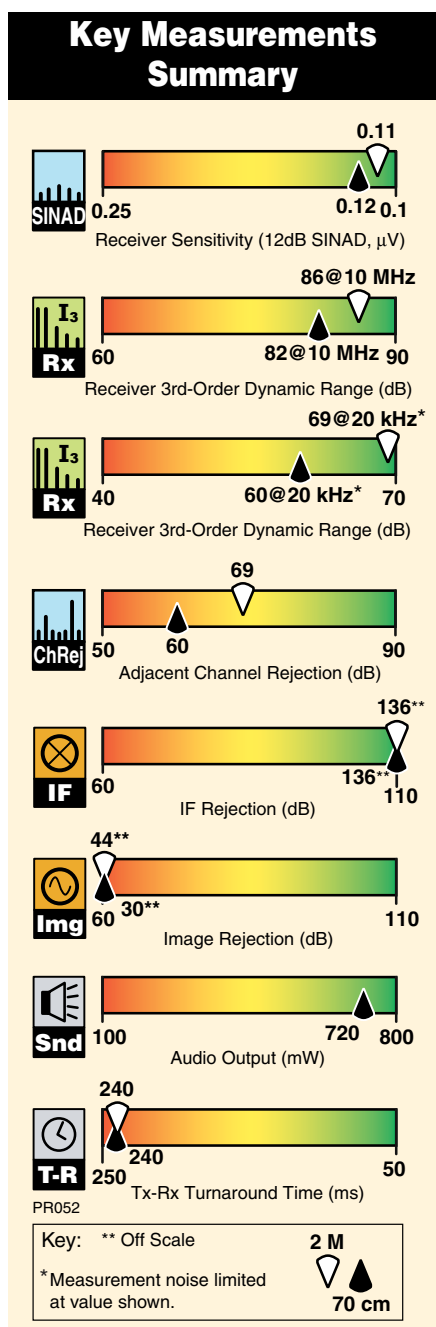 Key Measurements
Summary
0.11
SINAD
0.25
0.12
0.1
Receiver Sensitivity (12dB SINAD, μV)
86@10 MHz
I₃
Rx
60
82@10 MHz
90
Receiver 3rd-Order Dynamic Range (dB)
69@20 kHz*
I₃
Rx
40
60@20 kHz*
70
Receiver 3rd-Order Dynamic Range (dB)
69
ChRej
50
60
90
Adjacent Channel Rejection (dB)
136**
IF
60
136**
110
IF Rejection (dB)
44**
Img
60
30**
110
Image Rejection (dB)
Snd
100
720
800
Audio Output (mW)
240
T-R
250
240
50
Tx-Rx Turnaround Time (ms)
PR052
Key: ** Off Scale
2 M
*Measurement noise limited
at value shown.
70 cm